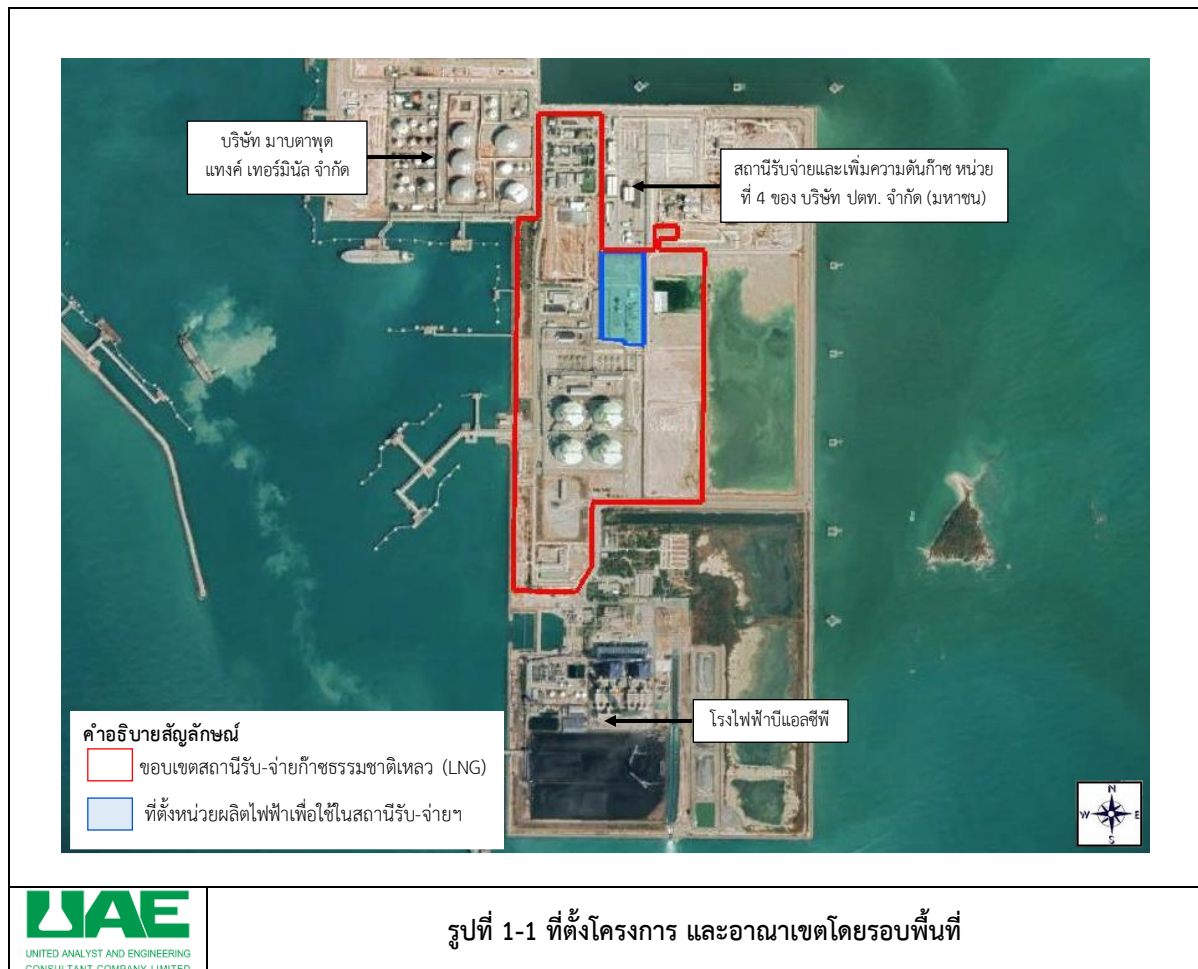 บริษัท มาบตาพุด
แทงค์ เทอร์มินัล จำกัด
สถานีรับจ่ายและเพิ่มความดันก๊าซ หน่วย
ที่ 4 ของ บริษัท ปตท. จำกัด (มหาชน)
โรงไฟฟ้าบีแอลซีพี
คำอธิบายสัญลักษณ์
ขอบเขตสถานีรับ-จ่ายก๊าซธรรมชาติเหลว (LNG)
ที่ตั้งหน่วยผลิตไฟฟ้าเพื่อใช้ในสถานีรับ-จ่ายฯ
N
W
E
S
UAE
UNITED ANALYST AND ENGINEERING
CONSULTANT COMPANY LIMITED
รูปที่ 1-1 ที่ตั้งโครงการ และอาณาเขตโดยรอบพื้นที่